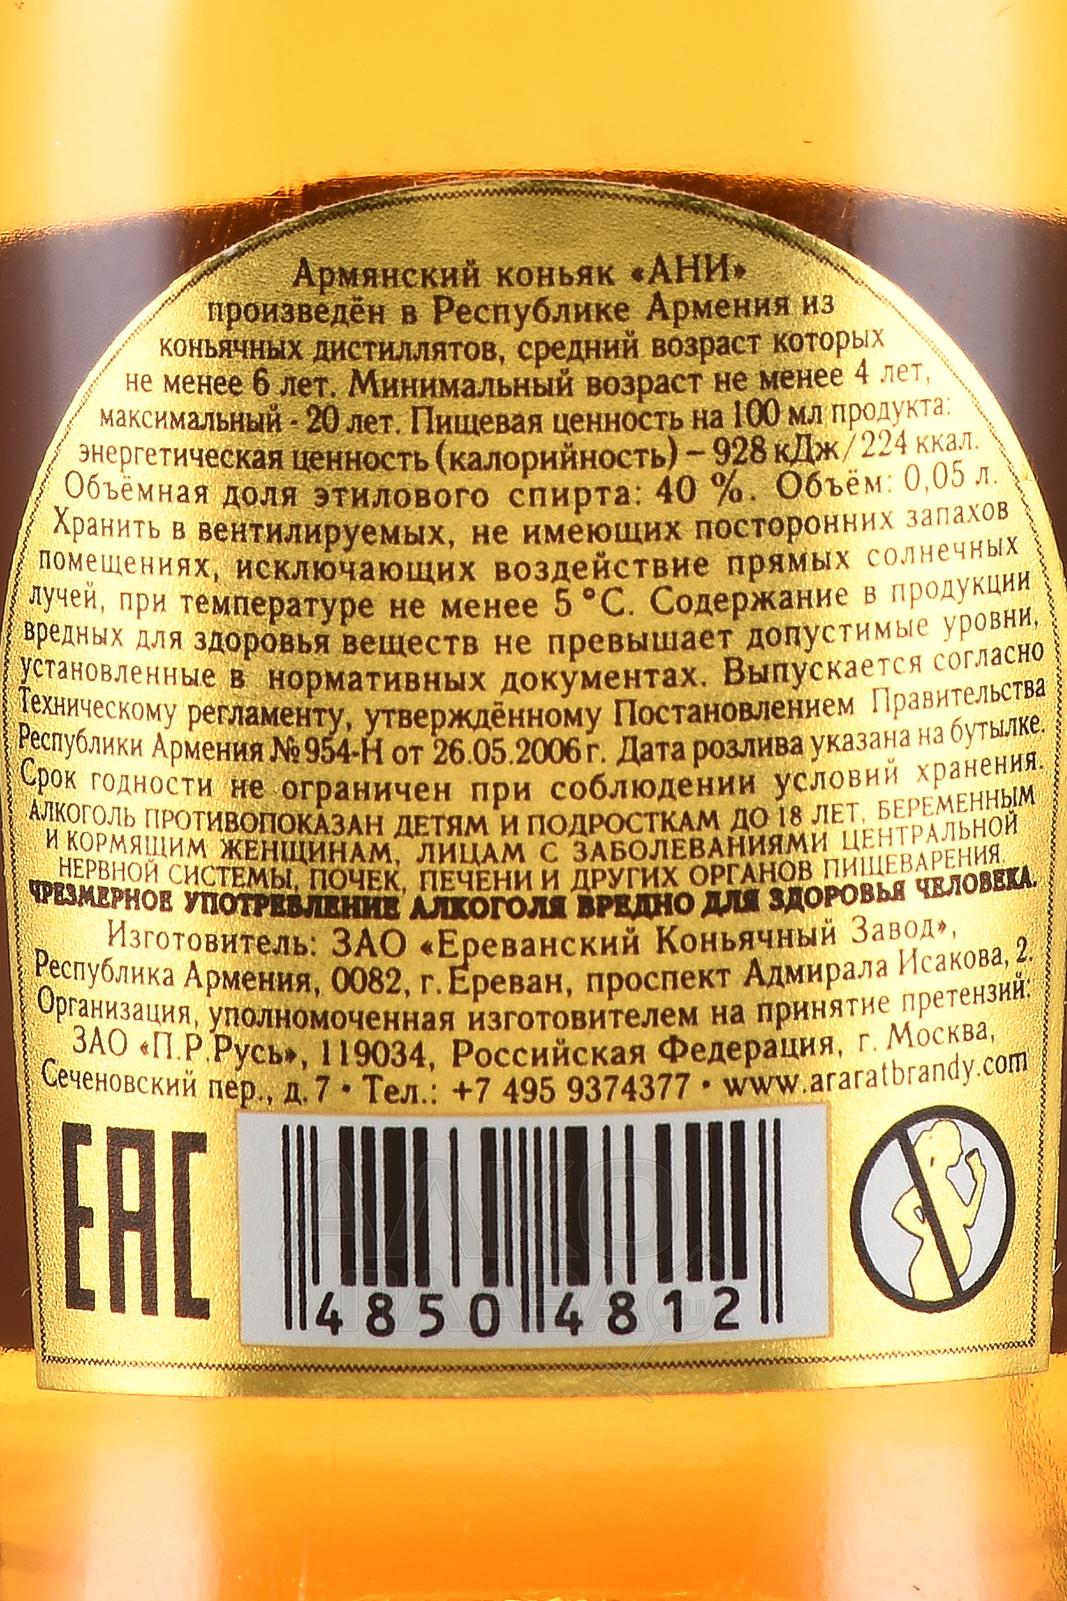 Армянский коньяк «АНИ»
произведён в Республике Армения из
коньячных дистиллятов, средний возраст которых
не менее 6 лет. Минимальный возраст не менее 4 лет,
максимальный - 20 лет. Пищевая ценность на 100 мл продукта:
энергетическая ценность (калорийность) – 928 кДж/224 ккал.
Объёмная доля этилового спирта: 40 %. Объём: 0,05 л.
Хранить в вентилируемых, не имеющих посторонних запахов
помещениях, исключающих воздействие прямых солнечных
лучей, при температуре не менее 5 °С. Содержание в продукции
вредных для здоровья веществ не превышает допустимые уровни,
установленные в нормативных документах. Выпускается согласно
Техническому регламенту, утверждённому Постановлением Правительства
Республики Армения №954-Н от 26.05.2006 г. Дата розлива указана на бутылке.
Срок годности не ограничен при соблюдении условий хранения.
АЛКОГОЛЬ ПРОТИВОПОКАЗАН ДЕТЯМ И ПОДРОСТКАМ ДО 18 ЛЕТ, БЕРЕМЕННЫМ
И КОРМЯЩИМ ЖЕНЩИНАМ, ЛИЦАМ С ЗАБОЛЕВАНИЯМИ ЦЕНТРАЛЬНОЙ
НЕРВНОЙ СИСТЕМЫ, ПОЧЕК, ПЕЧЕНИ И ДРУГИХ ОРГАНОВ ПИЩЕВАРЕНИЯ.
ЧРЕЗМЕРНОЕ УПОТРЕБЛЕНИЕ АЛКОГОЛЯ ВРЕДНО ДЛЯ ЗДОРОВЬЯ ЧЕЛОВЕКА.
Изготовитель: ЗАО «Ереванский Коньячный Завод»,
Республика Армения, 0082, г. Ереван, проспект Адмирала Исакова, 2.
Организация, уполномоченная изготовителем на принятие претензий:
ЗАО «П.Р.Русь», 119034, Российская Федерация, г. Москва,
Сеченовский пер., д. 7 • Тел.: +7 495 9374377 • www.araratbrandy.com
EAC
4850 4812